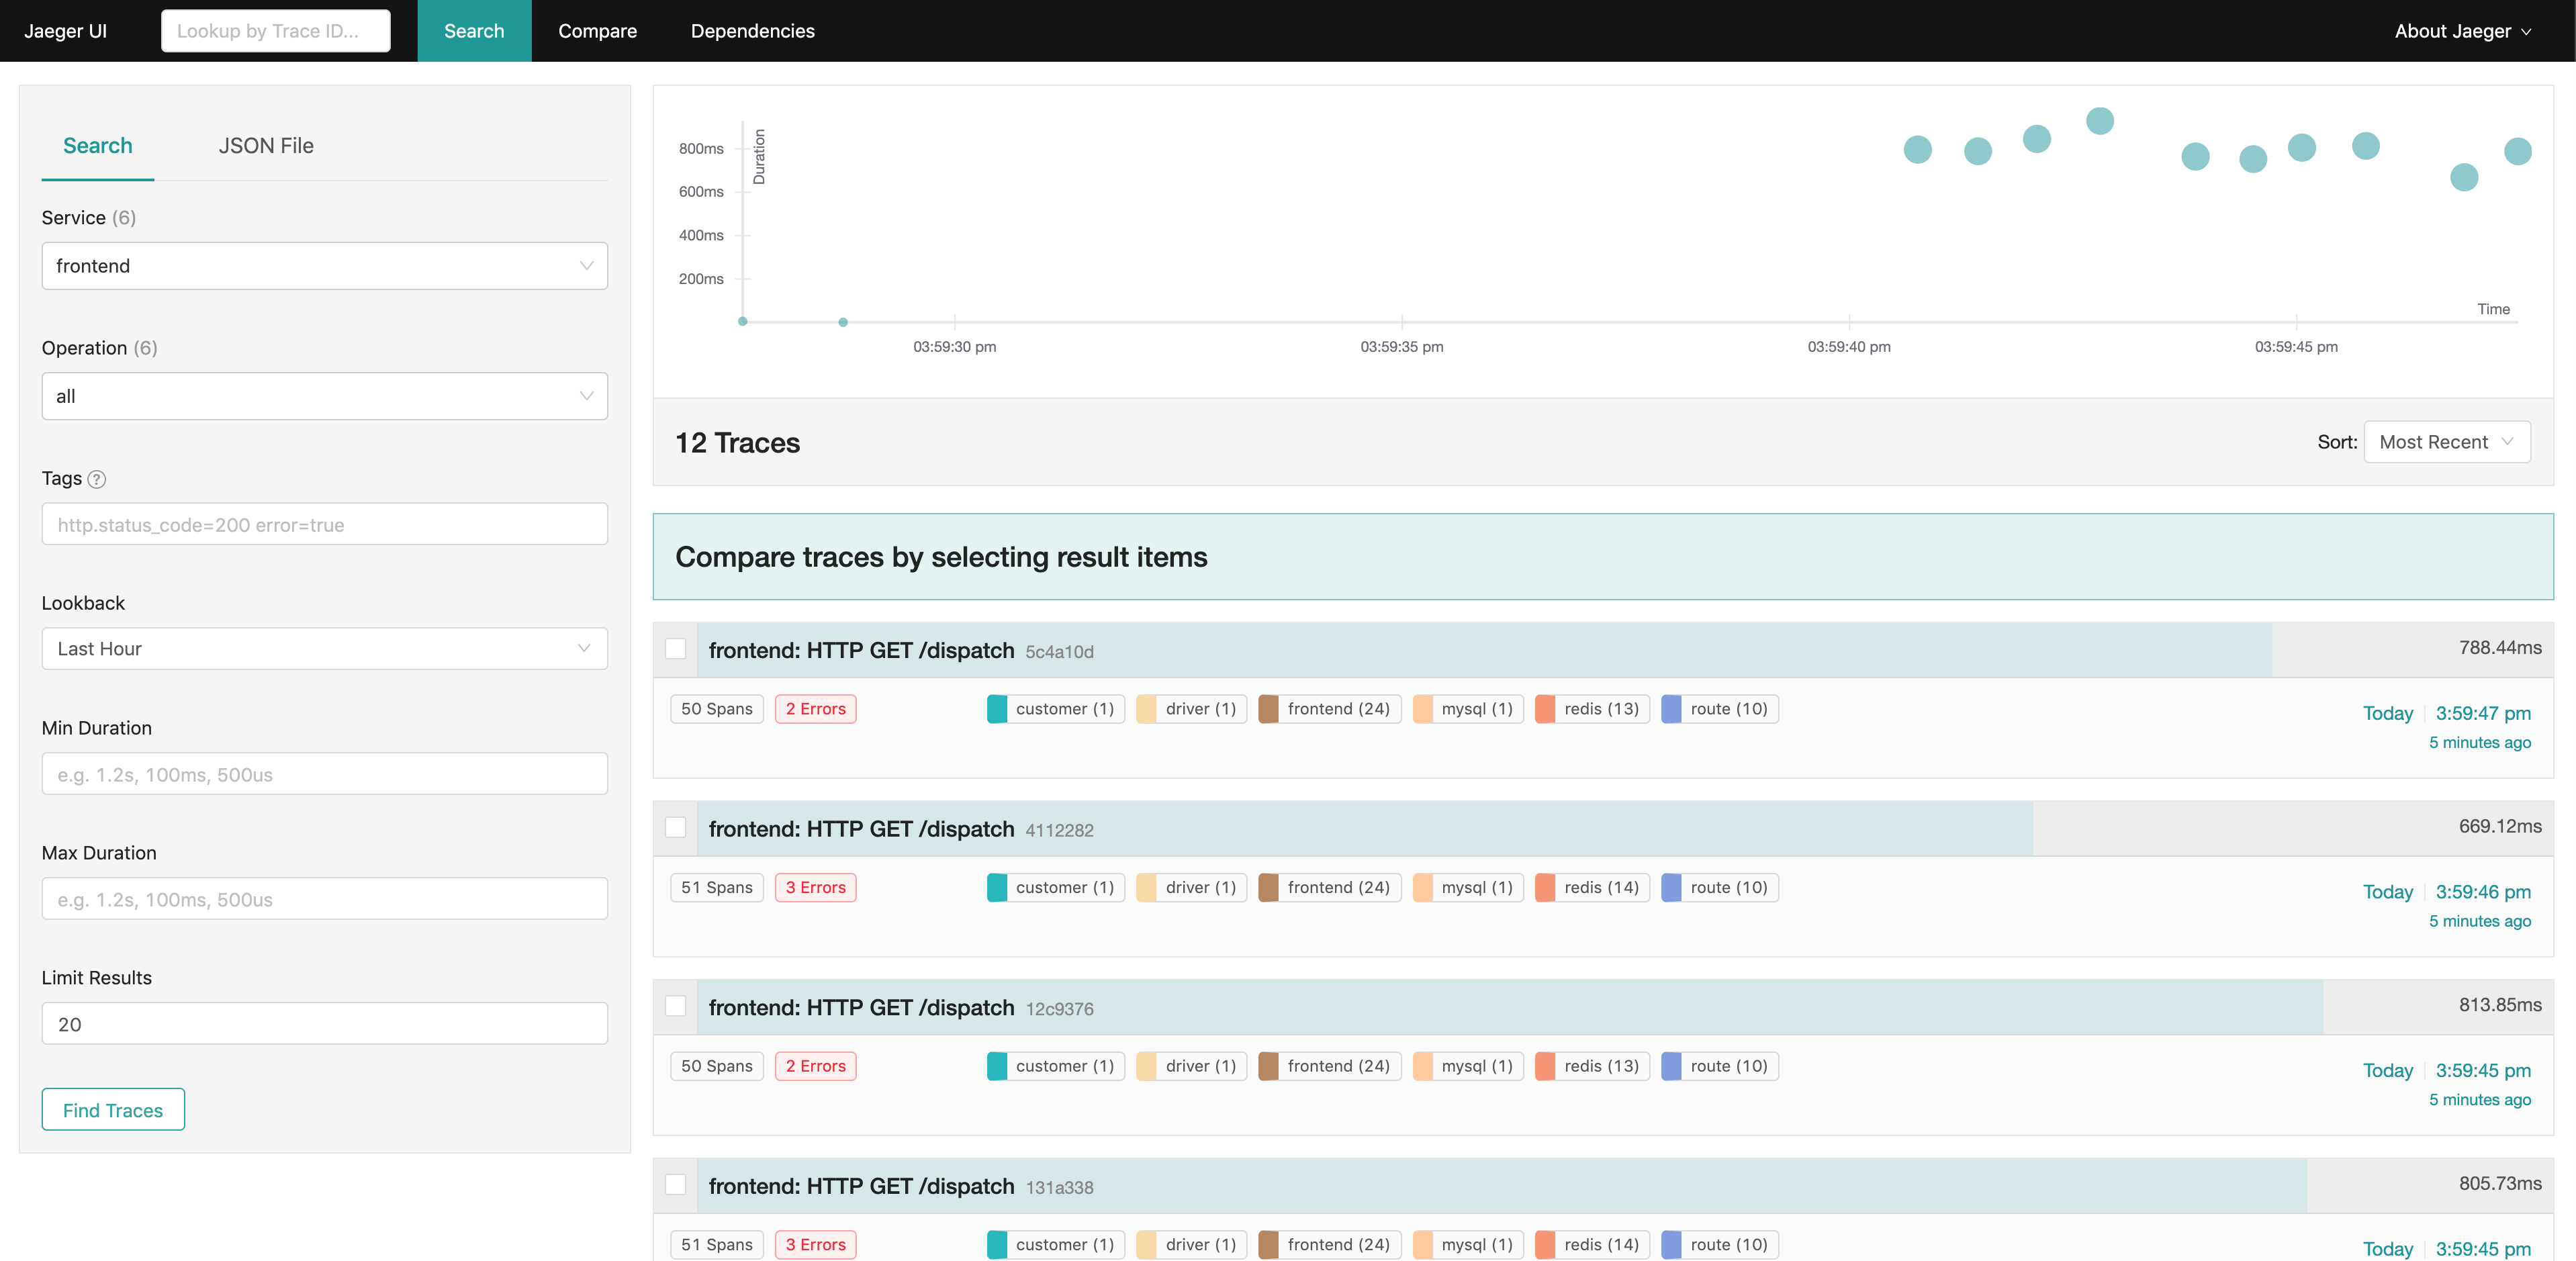 Jaeger UI Lookup by Trace ID... Search Compare Dependencies About Jaeger
Search JSON File
Service (6)
frontend
Operation (6)
all
Tags ?
http.status_code=200 error=true
Lookback
Last Hour
Min Duration
e.g. 1.2s, 100ms, 500us
Max Duration
e.g. 1.2s, 100ms, 500us
Limit Results
20
Find Traces
Duration
800ms
600ms
400ms
200ms
Time
03:59:30 pm 03:59:35 pm 03:59:40 pm 03:59:45 pm
12 Traces Sort: Most Recent
Compare traces by selecting result items
frontend: HTTP GET /dispatch 5c4a10d 788.44ms
50 Spans 2 Errors customer (1) driver (1) frontend (24) mysql (1) redis (13) route (10) Today 3:59:47 pm
5 minutes ago
frontend: HTTP GET /dispatch 4112282 669.12ms
51 Spans 3 Errors customer (1) driver (1) frontend (24) mysql (1) redis (14) route (10) Today 3:59:46 pm
5 minutes ago
frontend: HTTP GET /dispatch 12c9376 813.85ms
50 Spans 2 Errors customer (1) driver (1) frontend (24) mysql (1) redis (13) route (10) Today 3:59:45 pm
5 minutes ago
frontend: HTTP GET /dispatch 131a338 805.73ms
51 Spans 3 Errors customer (1) driver (1) frontend (24) mysql (1) redis (14) route (10) Today 3:59:45 pm